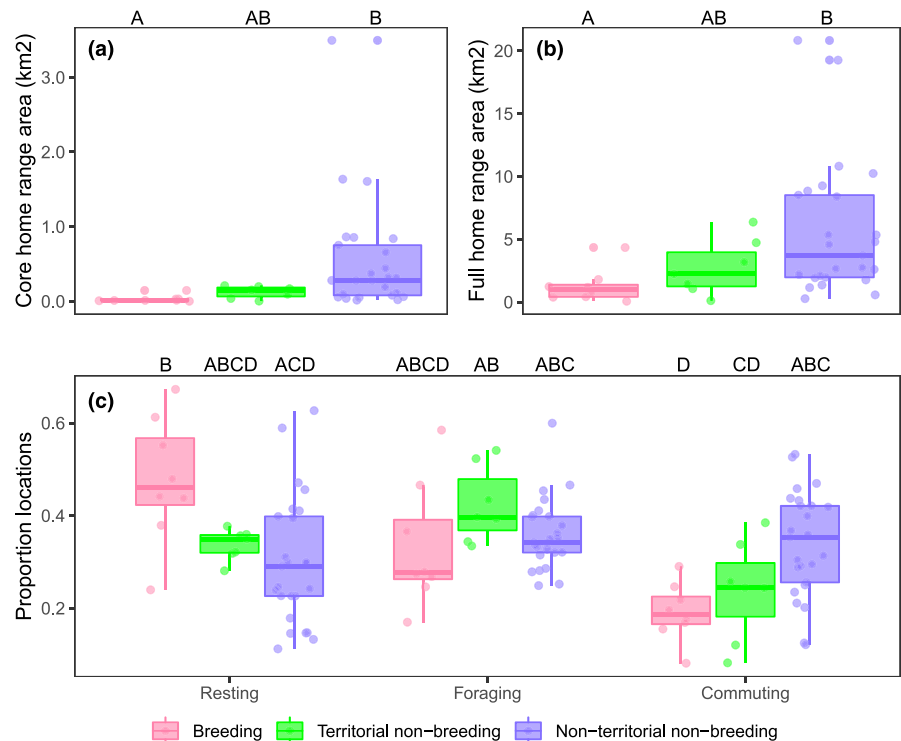 A AB B
(a)
Core home range area (km2)
3.0
2.0
1.0
0.0
A AB B
(b)
Full home range area (km2)
20
15
10
5
0
B ABCD ACD ABCD AB ABC D CD ABC
(c)
Proportion locations
0.6
0.4
0.2
Resting Foraging Commuting
Breeding Territorial non-breeding Non-territorial non-breeding